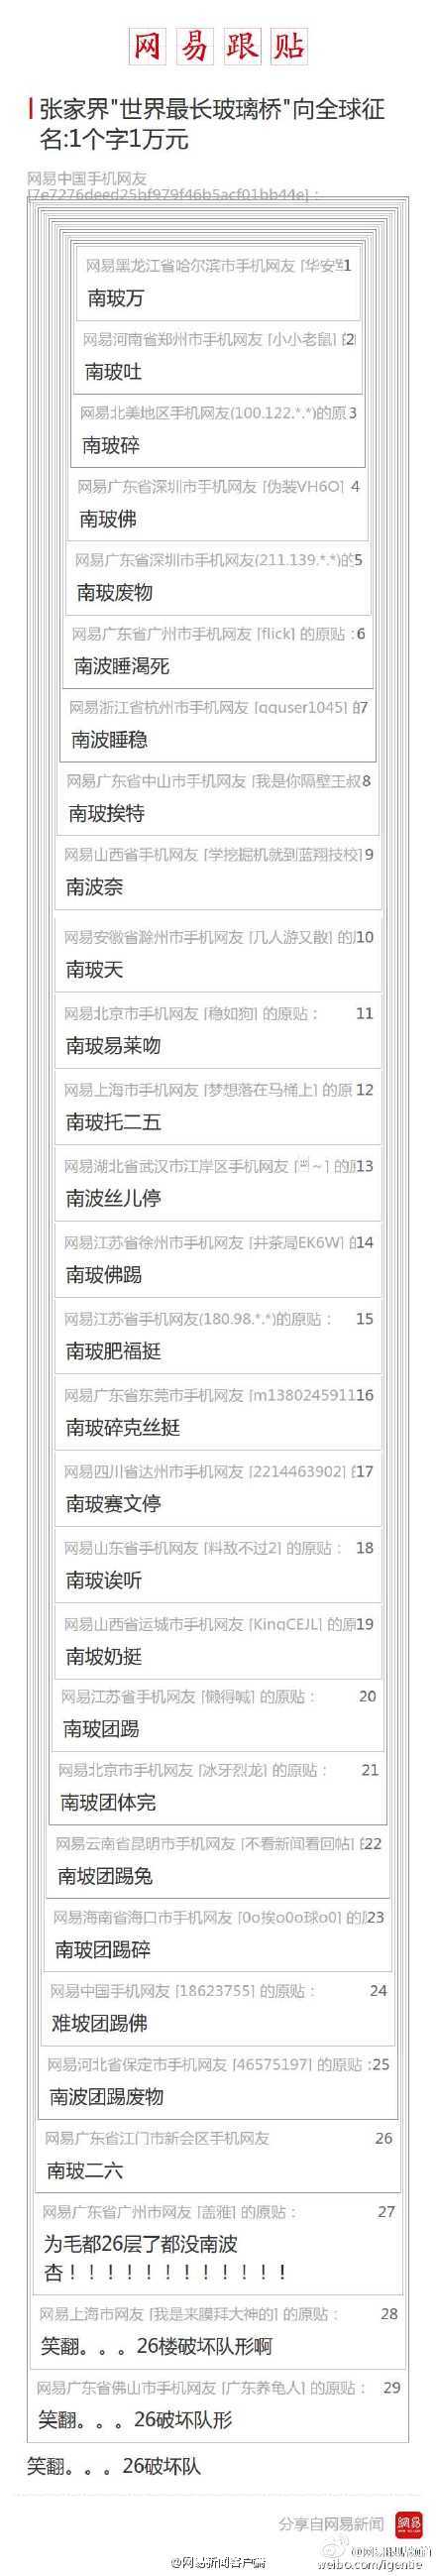 网易跟贴
张家界"世界最长玻璃桥"向全球征
名:1个字1万元
网易中国手机网友
[7e7276deed25bf979f46b5acf01bb44e]：
网易黑龙江省哈尔滨市手机网友 [华安 1
南玻万
网易河南省郑州市手机网友 [小小老鼠] 2
南玻吐
网易北美地区手机网友(100.122.*.*)的原 3
南玻碎
网易广东省深圳市手机网友 [伪装VH6O] 4
南玻佛
网易广东省深圳市手机网友(211.139.*.*)的 5
南玻废物
网易广东省广州市手机网友 [flick] 的原贴： 6
南波睡渴死
网易浙江省杭州市手机网友 [qquser1045] 的 7
南波睡稳
网易广东省中山市手机网友 [我是你隔壁王叔 8
南玻挨特
网易山西省手机网友 [学挖掘机就到蓝翔技校] 9
南波奈
网易安徽省滁州市手机网友 [几人游又散] 的 10
南玻天
网易北京市手机网友 [稳如狗] 的原贴： 11
南玻易莱吻
网易上海市手机网友 [梦想落在马桶上] 的原 12
南玻托二五
网易湖北省武汉市江岸区手机网友 [ ～] 的 13
南波丝儿停
网易江苏省徐州市手机网友 [井茶局EK6W] 的 14
南玻佛踢
网易江苏省手机网友(180.98.*.*)的原贴： 15
南玻肥福挺
网易广东省东莞市手机网友 [m1380245911 16
南玻碎克丝挺
网易四川省达州市手机网友 [2214463902] 的 17
南玻赛文停
网易山东省手机网友 [料敌不过2] 的原贴： 18
南玻诶听
网易山西省运城市手机网友 [KingCEJL] 的原 19
南玻奶挺
网易江苏省手机网友 [懒得喊] 的原贴： 20
南玻团踢
网易北京市手机网友 [冰牙烈龙] 的原贴： 21
南玻团体完
网易云南省昆明市手机网友 [不看新闻看回帖] 的 22
南坡团踢兔
网易海南省海口市手机网友 [0o挨o0o球o0] 的 23
南玻团踢碎
网易中国手机网友 [18623755] 的原贴： 24
难坡团踢佛
网易河北省保定市手机网友 [46575197] 的原贴： 25
南波团踢废物
网易广东省江门市新会区手机网友 26
南玻二六
网易广东省广州市网友 [盖雅] 的原贴： 27
为毛都26层了都没南波
杏！！！！！！！！！！！！
网易上海市网友 [我是来膜拜大神的] 的原贴： 28
笑翻。。。26楼破坏队形啊
网易广东省佛山市手机网友 [广东养龟人] 的原贴： 29
笑翻。。。26破坏队形
笑翻。。。26破坏队
分享自网易新闻
網易
@网易新闻客户端
weibo.com/igentie